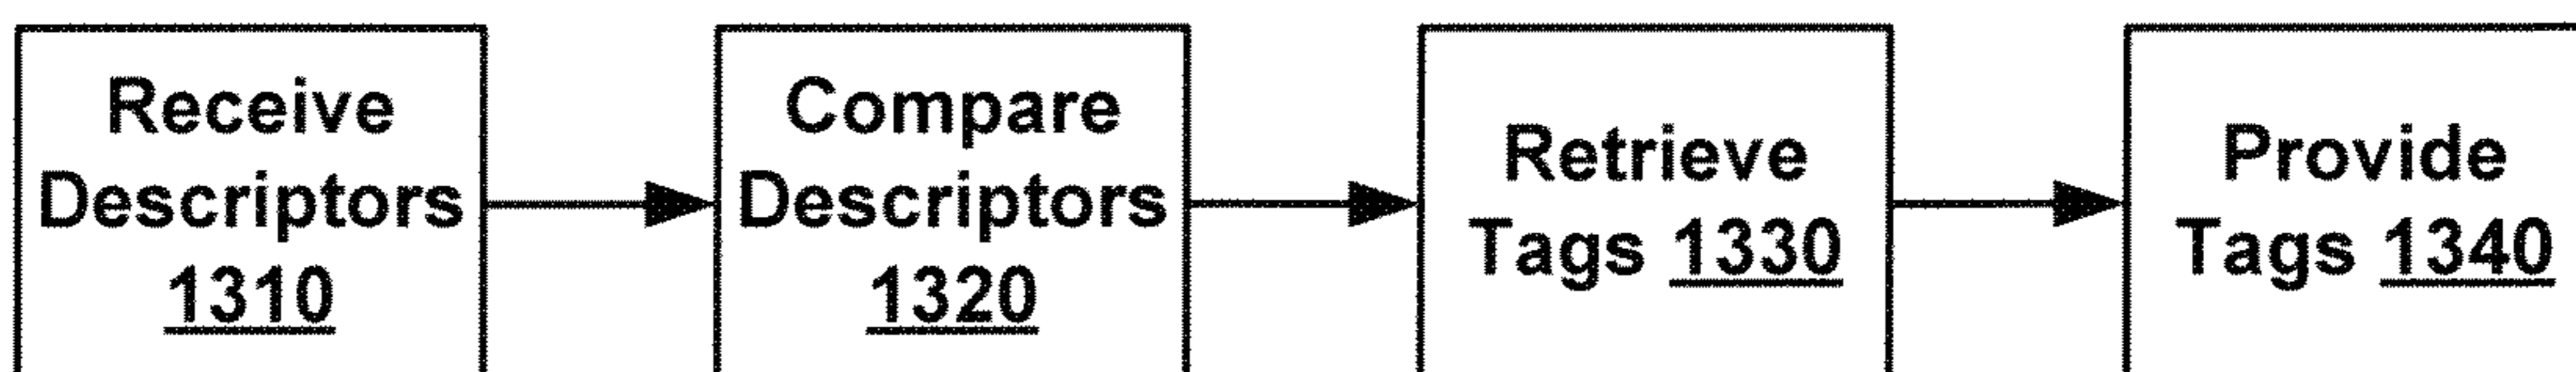 Receive
Descriptors
1310
Compare
Descriptors
1320
Retrieve
Tags 1330
Provide
Tags 1340